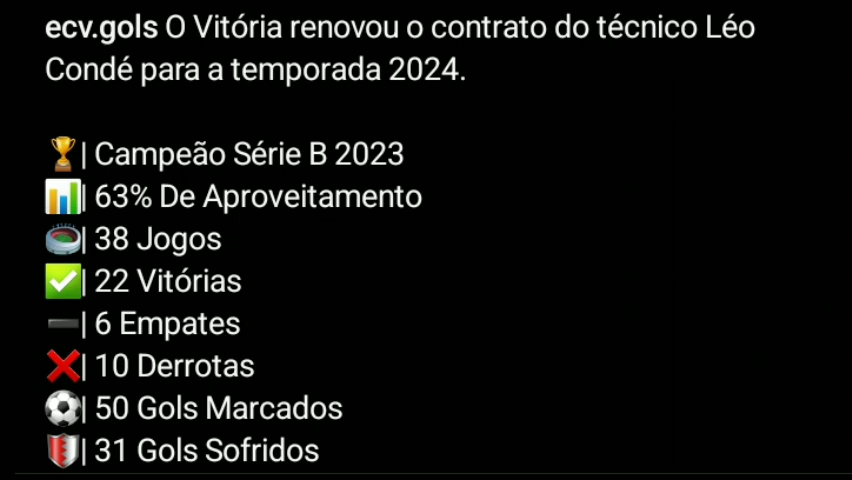 ecv.gols O Vitória renovou o contrato do técnico Léo
Condé para a temporada 2024.
🏆| Campeão Série B 2023
📊| 63% De Aproveitamento
🏟️| 38 Jogos
✅| 22 Vitórias
➖| 6 Empates
❌| 10 Derrotas
⚽| 50 Gols Marcados
🛡️| 31 Gols Sofridos